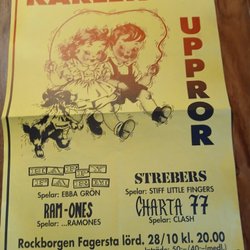 UPPROR
Spelar: EBBA GRÖN
RAM-ONES
Spelar: ...RAMONES
STREBERS
Spelar: STIFF LITTLE FINGERS
CHARTA 77
Spelar: CLASH
Rockborgen Fagersta lörd. 28/10 kl. 20.00